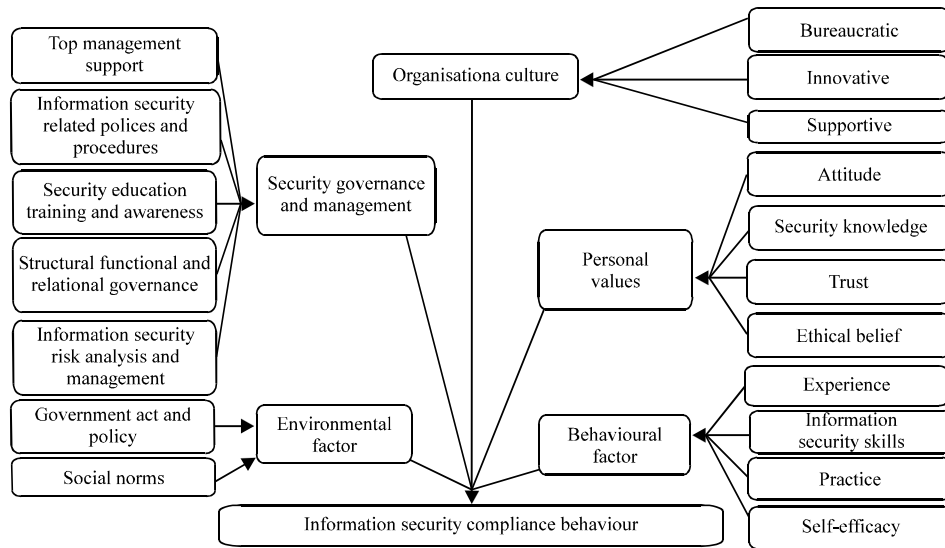 Top management
support
Information security
related polices and
procedures
Security education
training and awareness
Structural functional and
relational governance
Information security
risk analysis and
management
Government act and
policy
Social norms
Security governance
and management
Environmental
factor
Organisationa culture
Personal
values
Behavioural
factor
Bureaucratic
Innovative
Supportive
Attitude
Security knowledge
Trust
Ethical belief
Experience
Information
security skills
Practice
Self-efficacy
Information security compliance behaviour